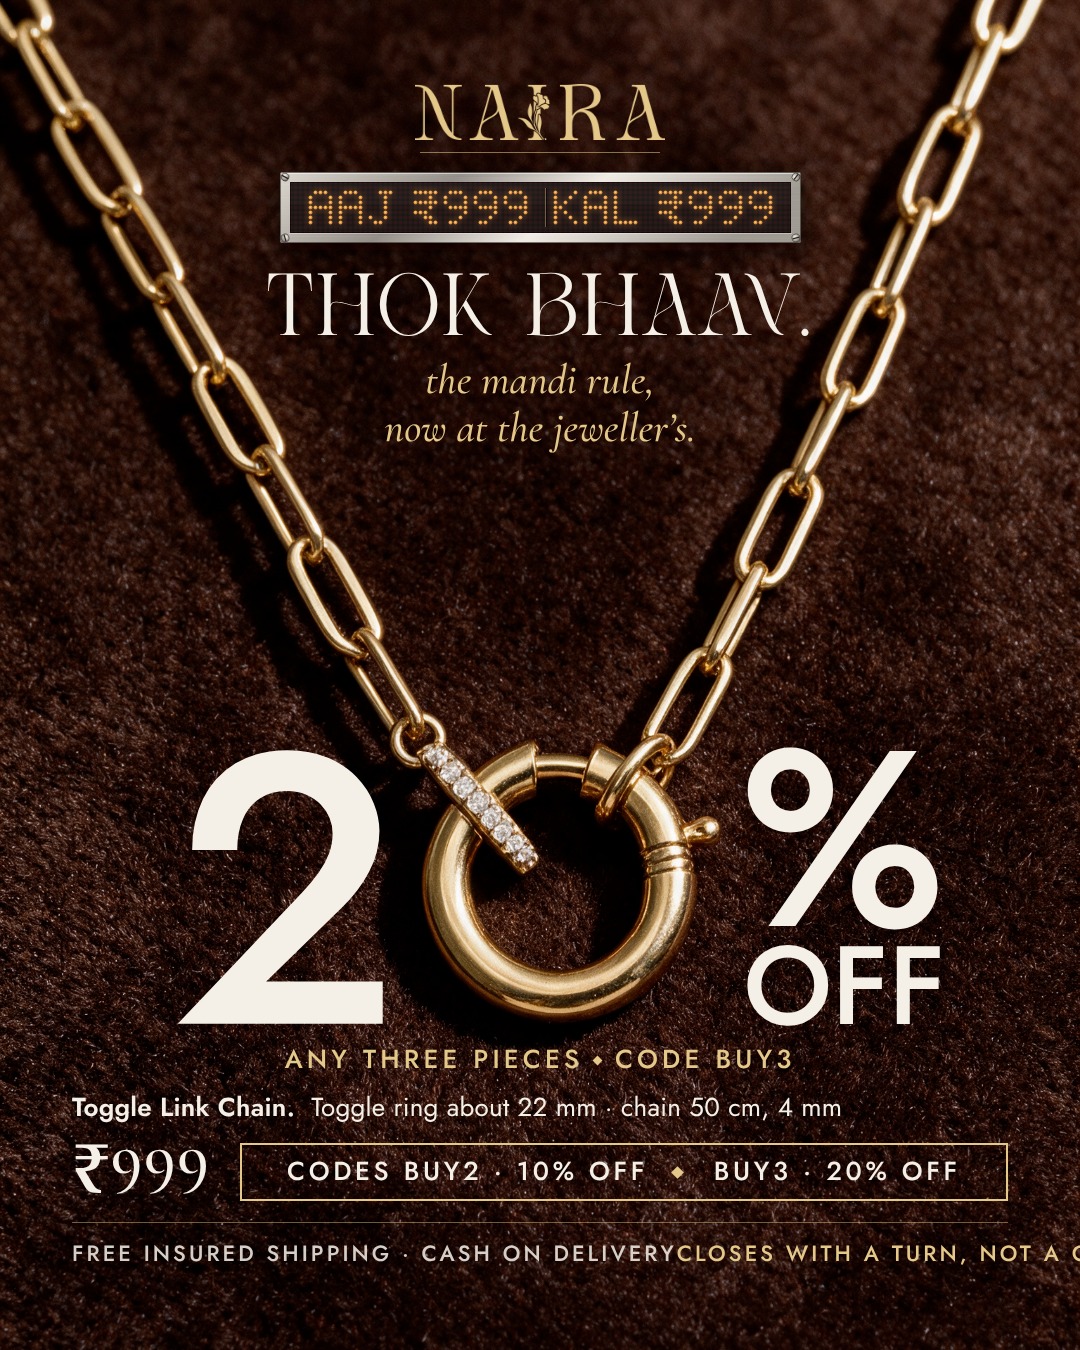 NAIRA
AAJ ₹999 KAL ₹999
THOK BHAAV.
the mandi rule,
now at the jeweller's.
2 %
OFF
ANY THREE PIECES ◆ CODE BUY3
Toggle Link Chain. Toggle ring about 22 mm · chain 50 cm, 4 mm
₹999
CODES BUY2 · 10% OFF ◆ BUY3 · 20% OFF
FREE INSURED SHIPPING · CASH ON DELIVERYCLOSES WITH A TURN, NOT A